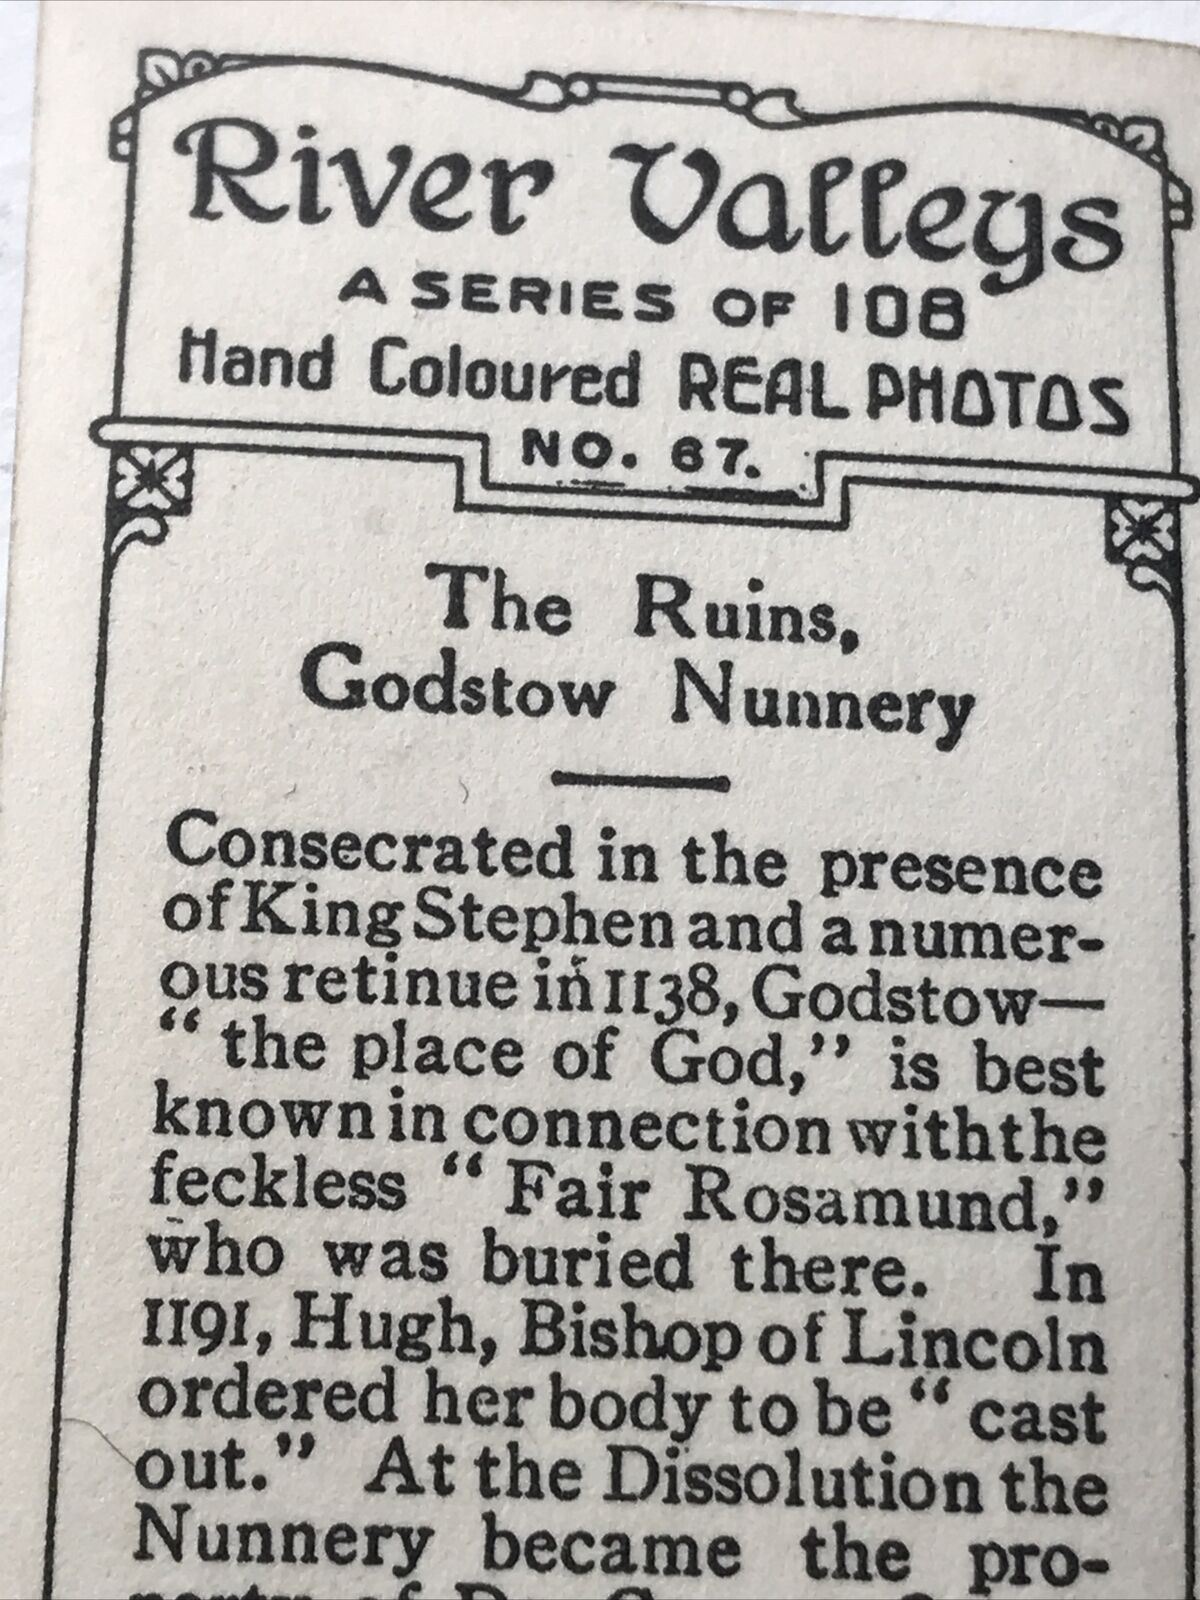 River Valleys
A SERIES OF 108
Hand Coloured REAL PHOTOS
NO. 67.
The Ruins,
Godstow Nunnery
Consecrated in the presence
of King Stephen and a numer-
ous retinue in 1138, Godstow—
“ the place of God,” is best
known in connection with the
feckless “ Fair Rosamund,”
who was buried there. In
1191, Hugh, Bishop of Lincoln
ordered her body to be “ cast
out.” At the Dissolution the
Nunnery became the pro-
perty of Dr.